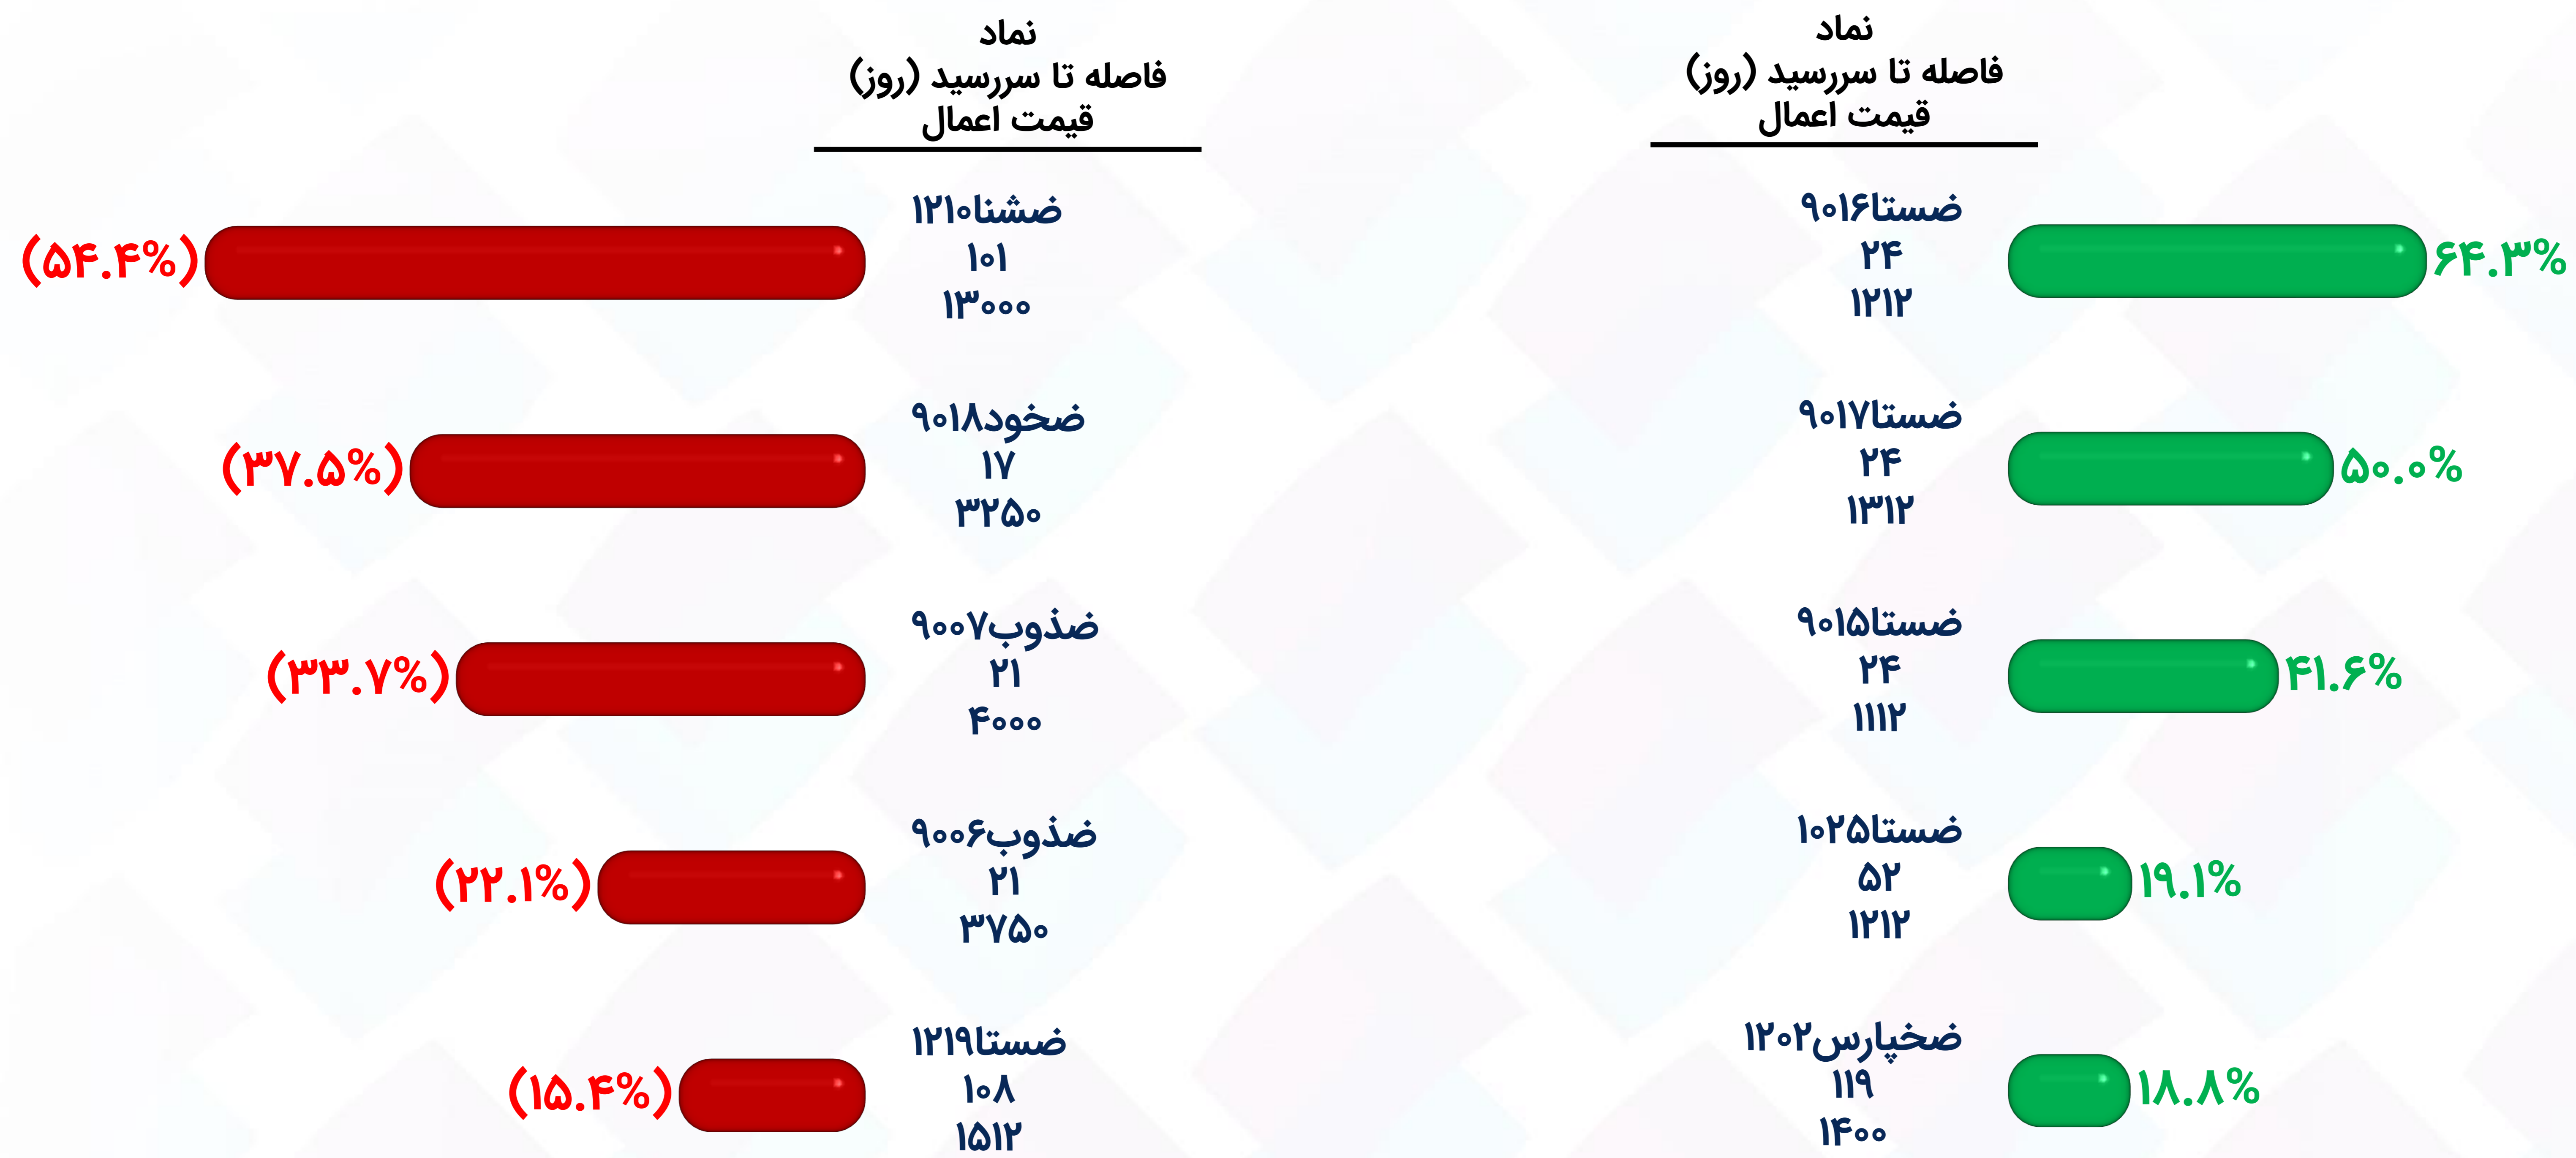 نماد
فاصله تا سررسید (روز)
قیمت اعمال
ضستا۹۰۱۶
۲۴
۱۲۱۲
۶۴.۳%
ضستا۹۰۱۷
۲۴
۱۳۱۲
۵۰.۰%
ضستا۹۰۱۵
۲۴
۱۱۱۲
۴۱.۶%
ضستا۱۰۲۵
۵۲
۱۲۱۲
۱۹.۱%
ضخپارس۱۲۰۲
۱۱۹
۱۴۰۰
۱۸.۸%
نماد
فاصله تا سررسید (روز)
قیمت اعمال
ضشنا۱۲۱۰
۱۰۱
۱۳۰۰۰
(۵۴.۴%)
ضخود۹۰۱۸
۱۷
۳۲۵۰
(۳۷.۵%)
ضذوب۹۰۰۷
۲۱
۴۰۰۰
(۳۳.۷%)
ضذوب۹۰۰۶
۲۱
۳۷۵۰
(۲۲.۱%)
ضستا۱۲۱۹
۱۰۸
۱۵۱۲
(۱۵.۴%)